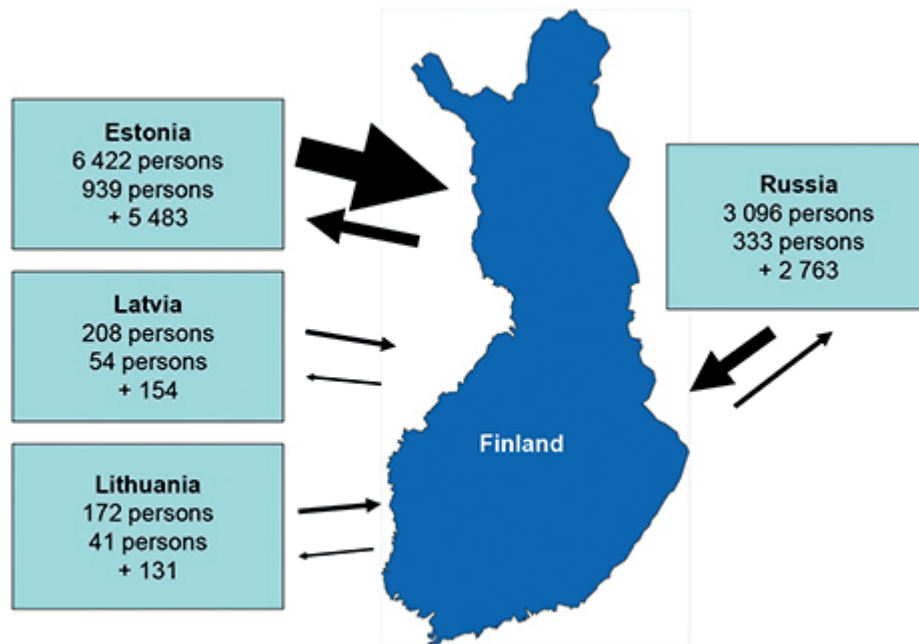 Estonia
6 422 persons
939 persons
+ 5 483
Latvia
208 persons
54 persons
+ 154
Lithuania
172 persons
41 persons
+ 131
Finland
Russia
3 096 persons
333 persons
+ 2 763